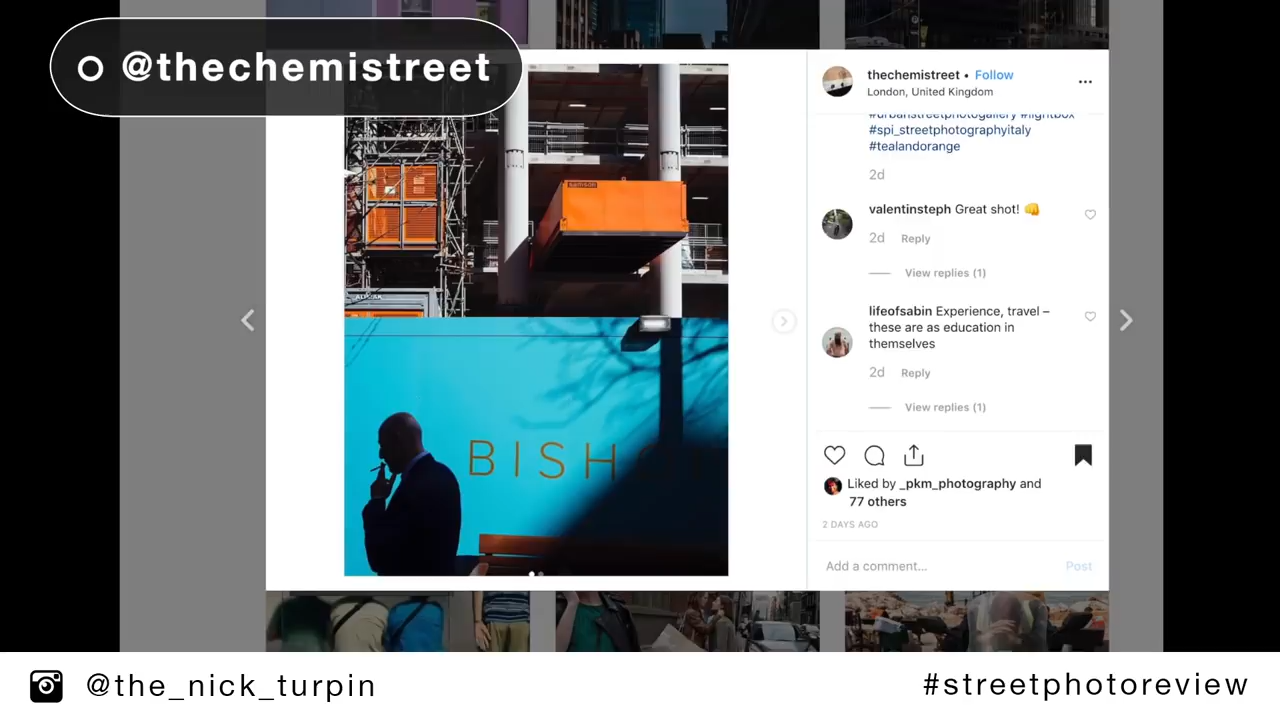 @thechemistreet
thechemistreet • Follow
London, United Kingdom
#urbanstreetphotogallery #lightbox
#spi_streetphotographyitaly
#tealandorange
2d
valentinsteph Great shot! 👊
2d Reply
View replies (1)
lifeofsabin Experience, travel –
these are as education in
themselves
2d Reply
View replies (1)
Liked by _pkm_photography and
77 others
2 DAYS AGO
Add a comment... Post
samson
BISH
@the_nick_turpin
#streetphotoreview